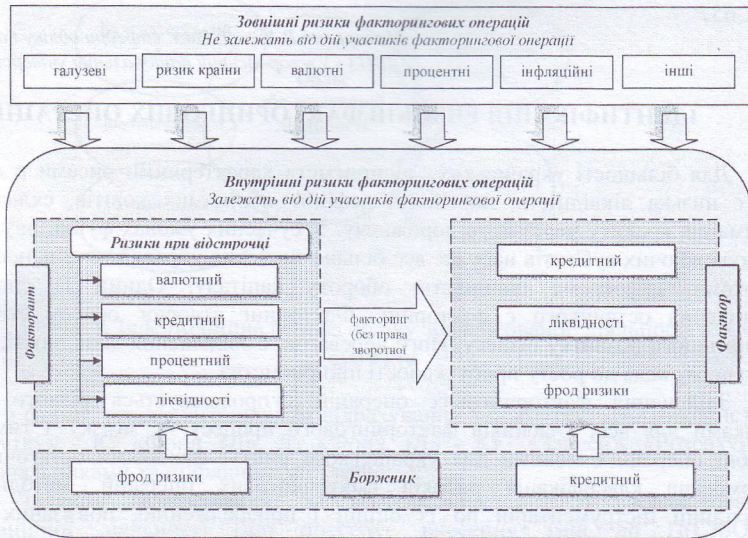 Зовнішні ризики факторингових операцій
Не залежать від дій учасників факторингової операції
галузеві
ризик країни
валютні
процентні
інфляційні
інші
Внутрішні ризики факторингових операцій
Залежать від дій учасників факторингової операції
Факторант
Ризики при відстрочці
валютний
кредитний
процентний
ліквідності
факторинг
(без права
зворотної
кредитний
ліквідності
фрод ризики
Фактор
фрод ризики
Боржник
кредитний